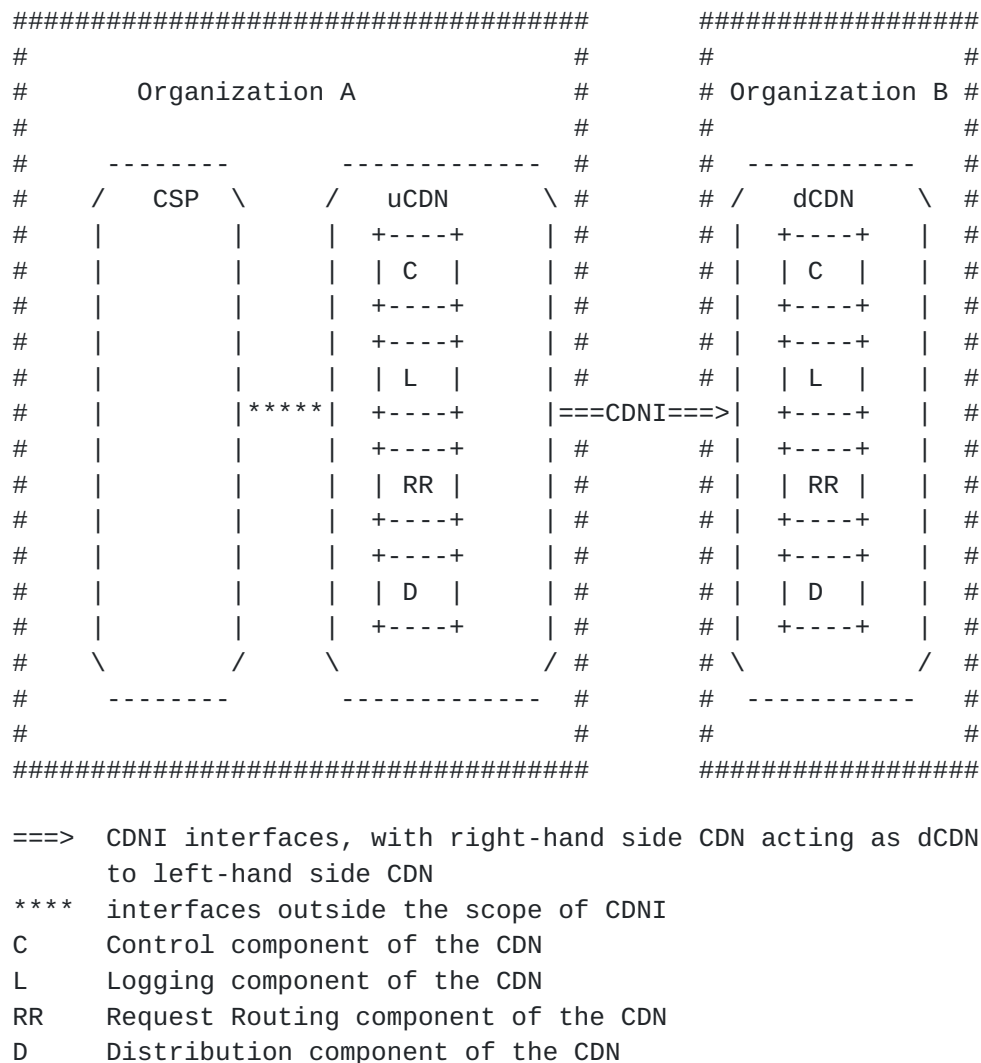 #####################################       ##################
#                                   #       #                #
#       Organization A              #       # Organization B #
#                                   #       #                #
#     --------       -------------  #       #  -----------   #
#    /   CSP  \     /   uCDN      \ #       # /   dCDN    \  #
#    |        |     |  +----+     | #       # |  +----+   |  #
#    |        |     |  | C  |     | #       # |  | C  |   |  #
#    |        |     |  +----+     | #       # |  +----+   |  #
#    |        |     |  +----+     | #       # |  +----+   |  #
#    |        |     |  | L  |     | #       # |  | L  |   |  #
#    |        |*****|  +----+     |===CDNI===>|  +----+   |  #
#    |        |     |  +----+     | #       # |  +----+   |  #
#    |        |     |  | RR |     | #       # |  | RR |   |  #
#    |        |     |  +----+     | #       # |  +----+   |  #
#    |        |     |  +----+     | #       # |  +----+   |  #
#    |        |     |  | D  |     | #       # |  | D  |   |  #
#    |        |     |  +----+     | #       # |  +----+   |  #
#    \        /     \             / #       # \           /  #
#     --------       -------------  #       #  -----------   #
#                                   #       #                #
#####################################       ##################
===>  CDNI interfaces, with right-hand side CDN acting as dCDN
      to left-hand side CDN
****  interfaces outside the scope of CDNI
C     Control component of the CDN
L     Logging component of the CDN
RR    Request Routing component of the CDN
D     Distribution component of the CDN